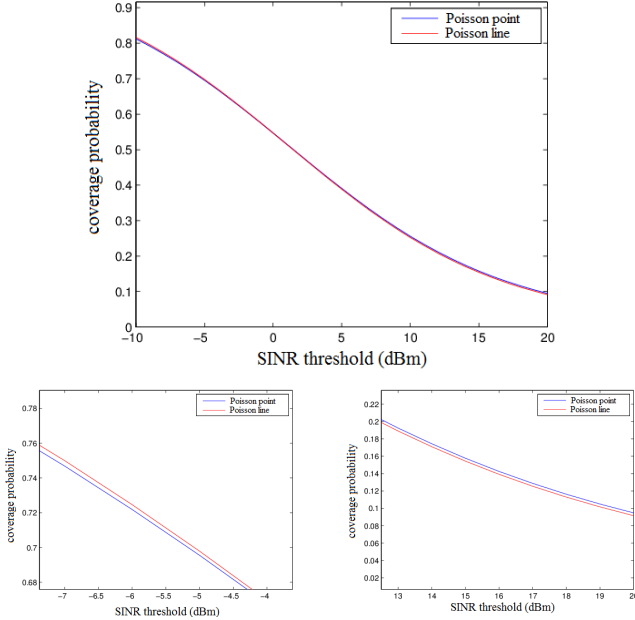 0.9
0.8
0.7
0.6
0.5
0.4
0.3
0.2
0.1
0
coverage probability
Poisson point
Poisson line
−10 −5 0 5 10 15 20
SINR threshold (dBm)
0.78
0.76
0.74
0.72
0.7
0.68
coverage probability
Poisson point
Poisson line
−7 −6.5 −6 −5.5 −5 −4.5 −4
SINR threshold (dBm)
0.22
0.2
0.18
0.16
0.14
0.12
0.1
0.08
0.06
0.04
0.02
coverage probability
Poisson point
Poisson line
13 14 15 16 17 18 19 20
SINR threshold (dBm)